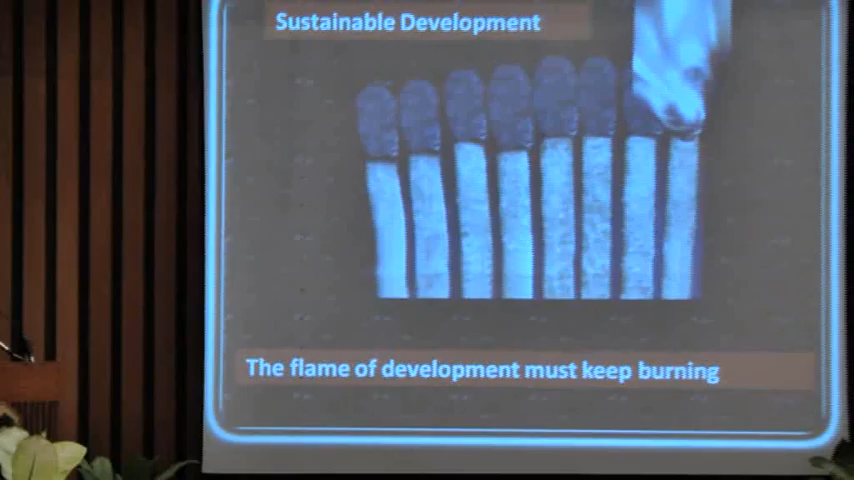 Sustainable Development
The flame of development must keep burning